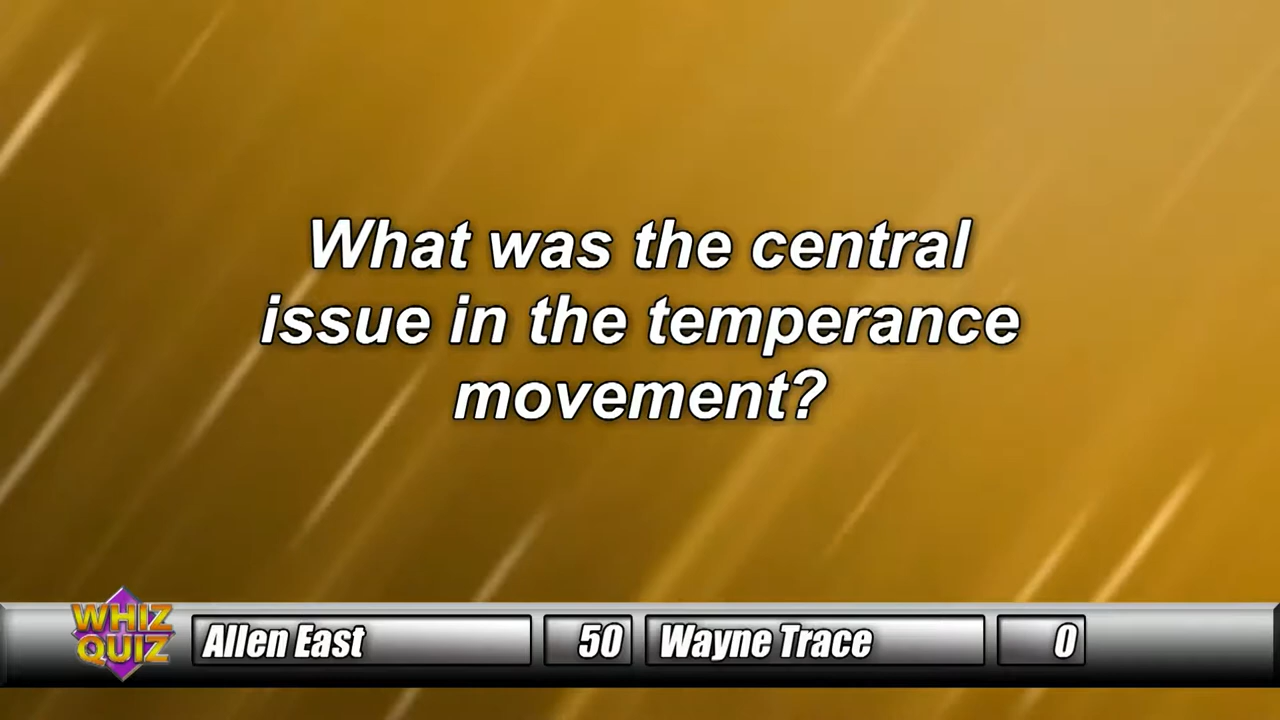 What was the central
issue in the temperance
movement?
WHIZ
QUIZ
Allen East 50 Wayne Trace 0